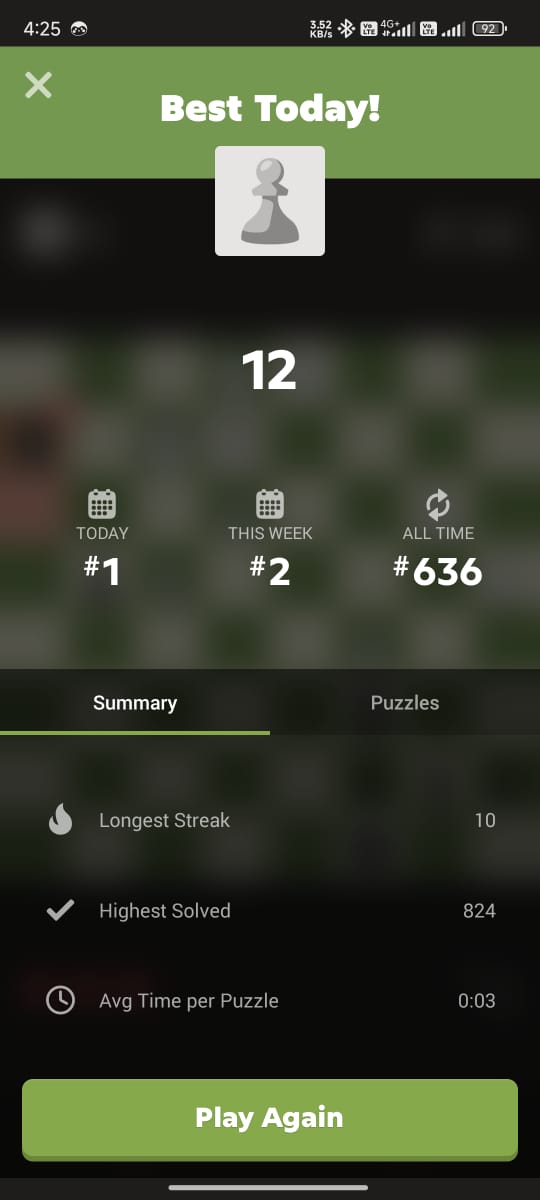 4:25 3.52 KB/s Vo LTE 4G+ Vo LTE 92
Best Today!
12
TODAY THIS WEEK ALL TIME
#1 #2 #636
Summary Puzzles
Longest Streak 10
Highest Solved 824
Avg Time per Puzzle 0:03
Play Again